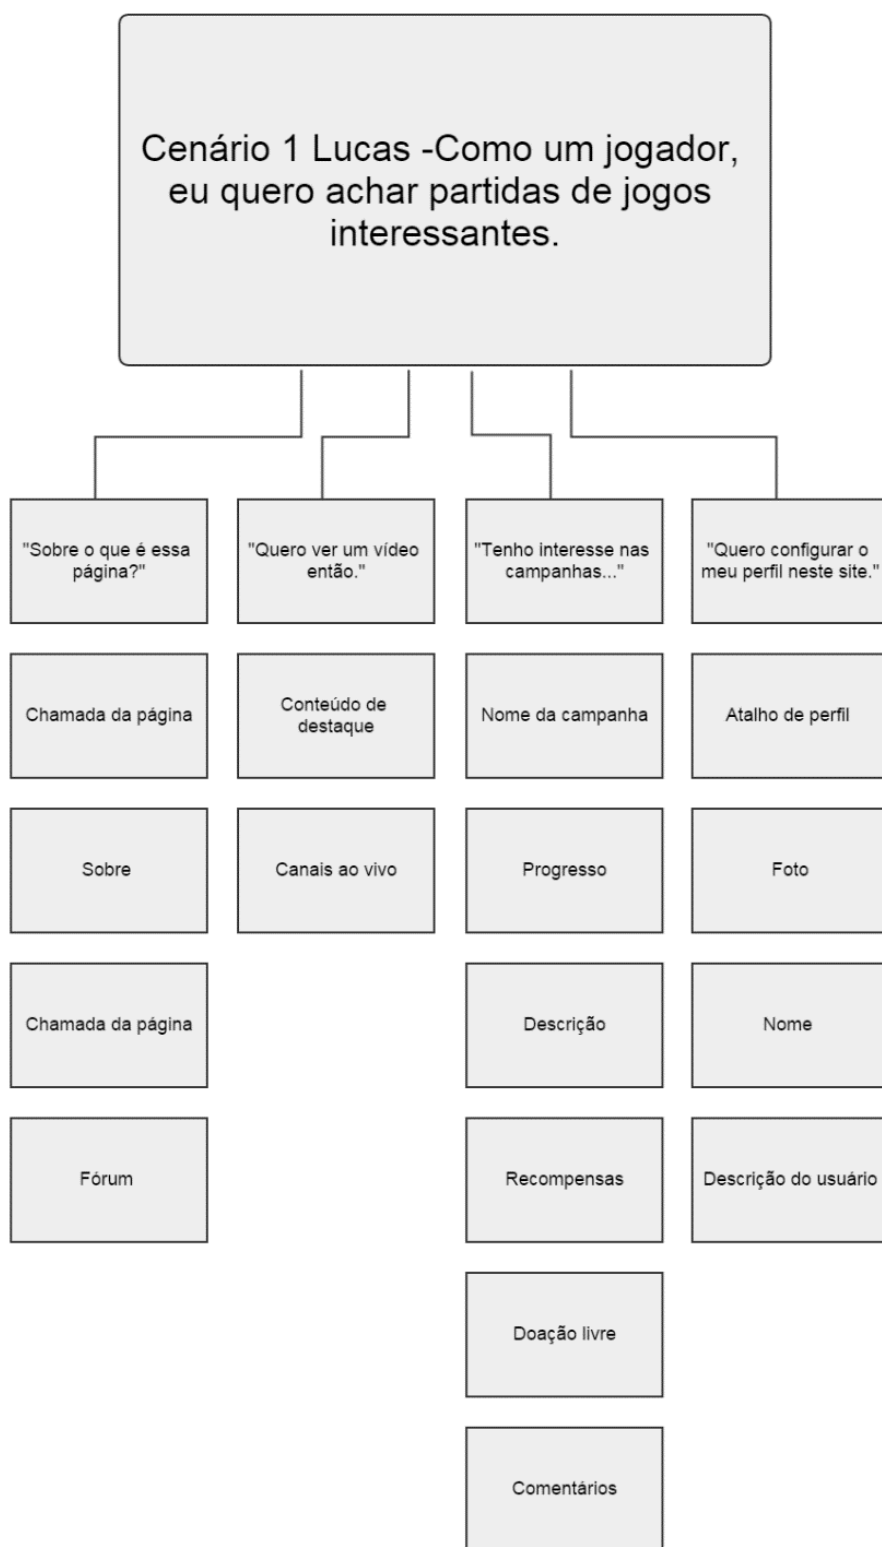 Cenário 1 Lucas -Como um jogador,
eu quero achar partidas de jogos
interessantes.
"Sobre o que é essa
página?"
Chamada da página
Sobre
Chamada da página
Fórum
"Quero ver um vídeo
então."
Conteúdo de
destaque
Canais ao vivo
"Tenho interesse nas
campanhas..."
Nome da campanha
Progresso
Descrição
Recompensas
Doação livre
Comentários
"Quero configurar o
meu perfil neste site."
Atalho de perfil
Foto
Nome
Descrição do usuário